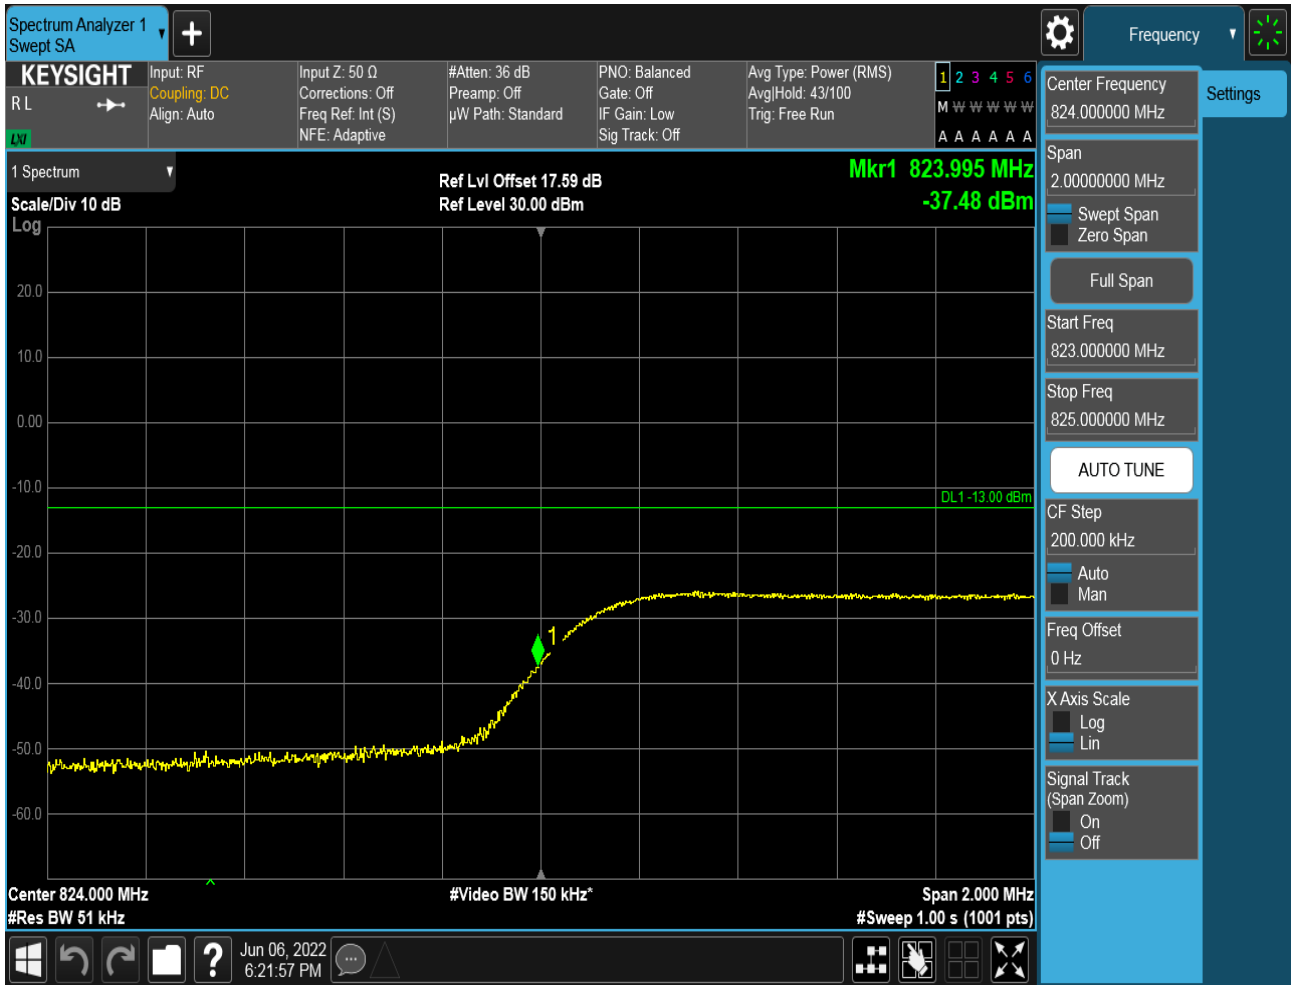 Spectrum Analyzer 1
Swept SA
Frequency
KEYSIGHT
R L
LXI
Input: RF
Coupling: DC
Align: Auto
Input Z: 50 Ω
Corrections: Off
Freq Ref: Int (S)
NFE: Adaptive
#Atten: 36 dB
Preamp: Off
µW Path: Standard
PNO: Balanced
Gate: Off
IF Gain: Low
Sig Track: Off
Avg Type: Power (RMS)
Avg|Hold: 43/100
Trig: Free Run
1 2 3 4 5 6
M W W W W W
A A A A A A
1 Spectrum
Scale/Div 10 dB
Log
Ref Lvl Offset 17.59 dB
Ref Level 30.00 dBm
Mkr1 823.995 MHz
-37.48 dBm
20.0
10.0
0.00
-10.0
DL1 -13.00 dBm
-20.0
-30.0
1
-40.0
-50.0
-60.0
Center 824.000 MHz
#Video BW 150 kHz*
Span 2.000 MHz
#Res BW 51 kHz
#Sweep 1.00 s (1001 pts)
Jun 06, 2022
6:21:57 PM
Center Frequency
824.000000 MHz
Settings
Span
2.00000000 MHz
Swept Span
Zero Span
Full Span
Start Freq
823.000000 MHz
Stop Freq
825.000000 MHz
AUTO TUNE
CF Step
200.000 kHz
Auto
Man
Freq Offset
0 Hz
X Axis Scale
Log
Lin
Signal Track
(Span Zoom)
On
Off